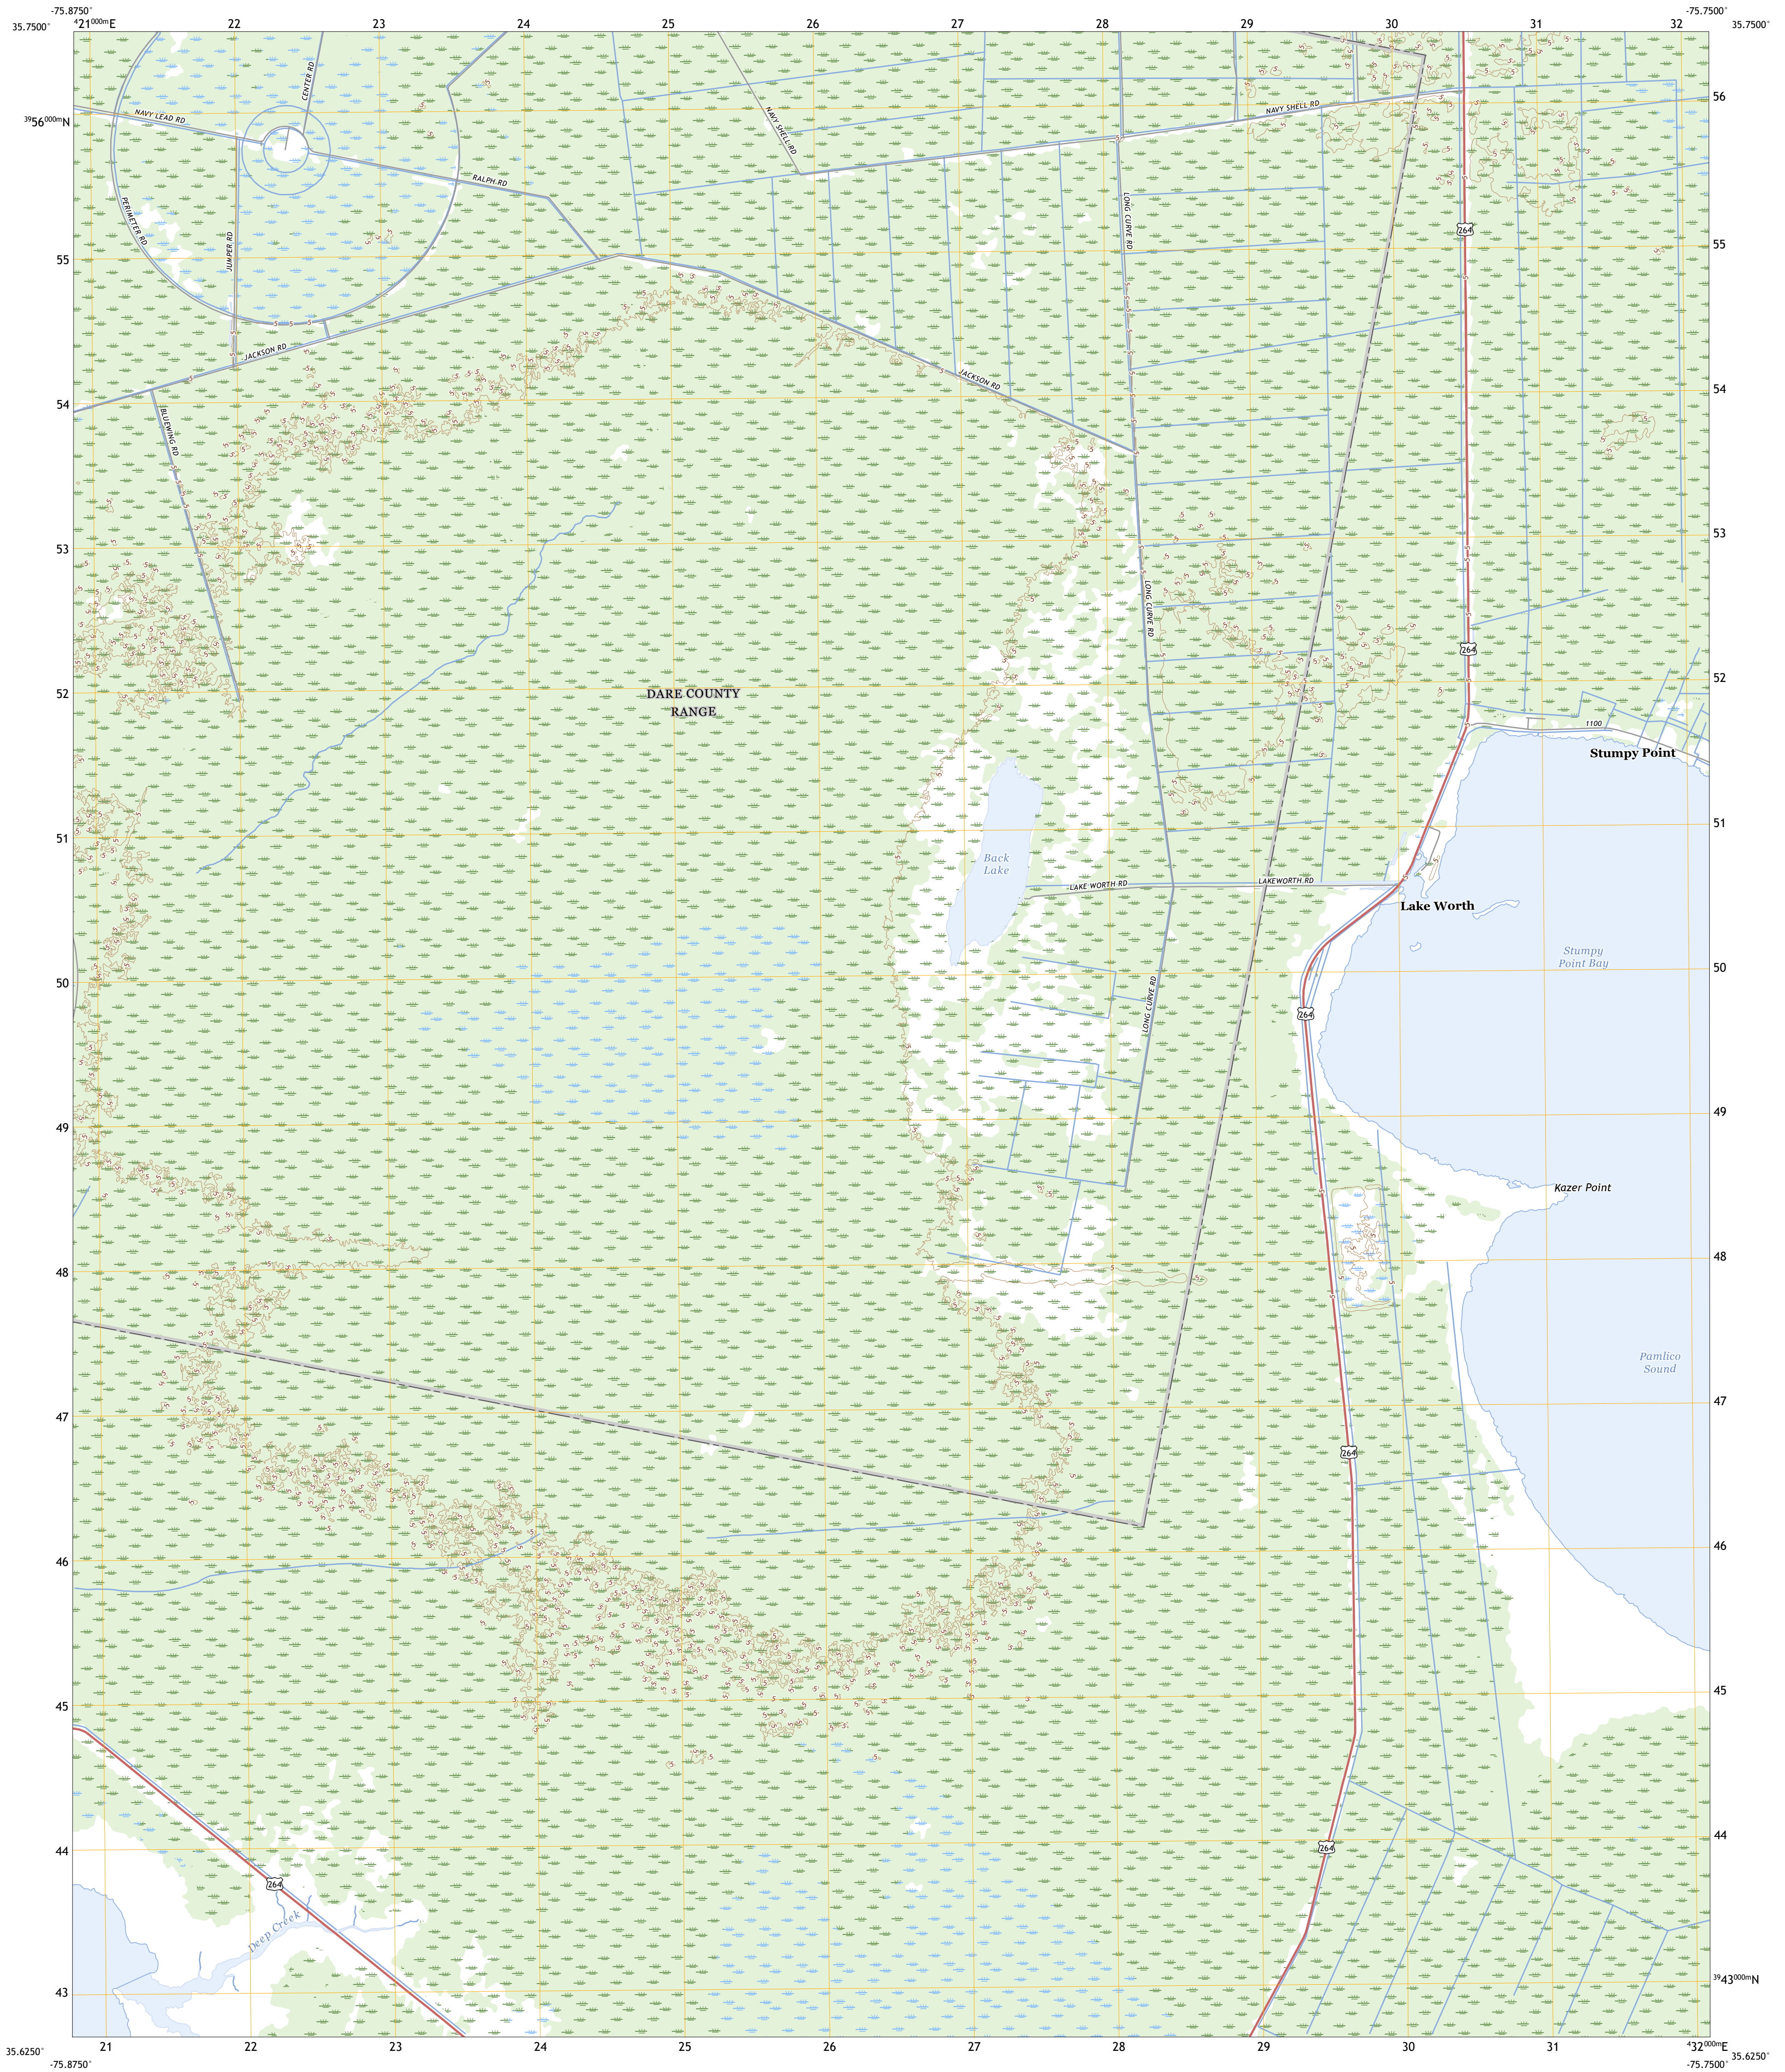 -75.8750°
-75.7500°
35.7500°
421000mE
22
23
24
25
26
27
28
29
30
31
32
35.7500°
3956000mN
56
CENTER RD
NAVY LEAD RD
NAVY SHELL RD
NAVY SHELL RD
RALPH RD
PERIMETER RD
JUMPER RD
LONG CURVE RD
264
55
55
JACKSON RD
JACKSON RD
54
54
BLUEWING RD
53
53
LONG CURVE RD
264
52
52
DARE COUNTY
RANGE
1100
Stumpy Point
51
51
Back
Lake
LAKE WORTH RD
LAKEWORTH RD
Lake Worth
Stumpy
Point Bay
50
50
LONG CURVE RD
264
49
49
Kazer Point
48
48
Pamlico
Sound
47
47
264
46
46
45
45
44
44
264
264
Deep Creek
43
3943000mN
35.6250°
21
22
23
24
25
26
27
28
29
30
31
432000mE
35.6250°
-75.8750°
-75.7500°